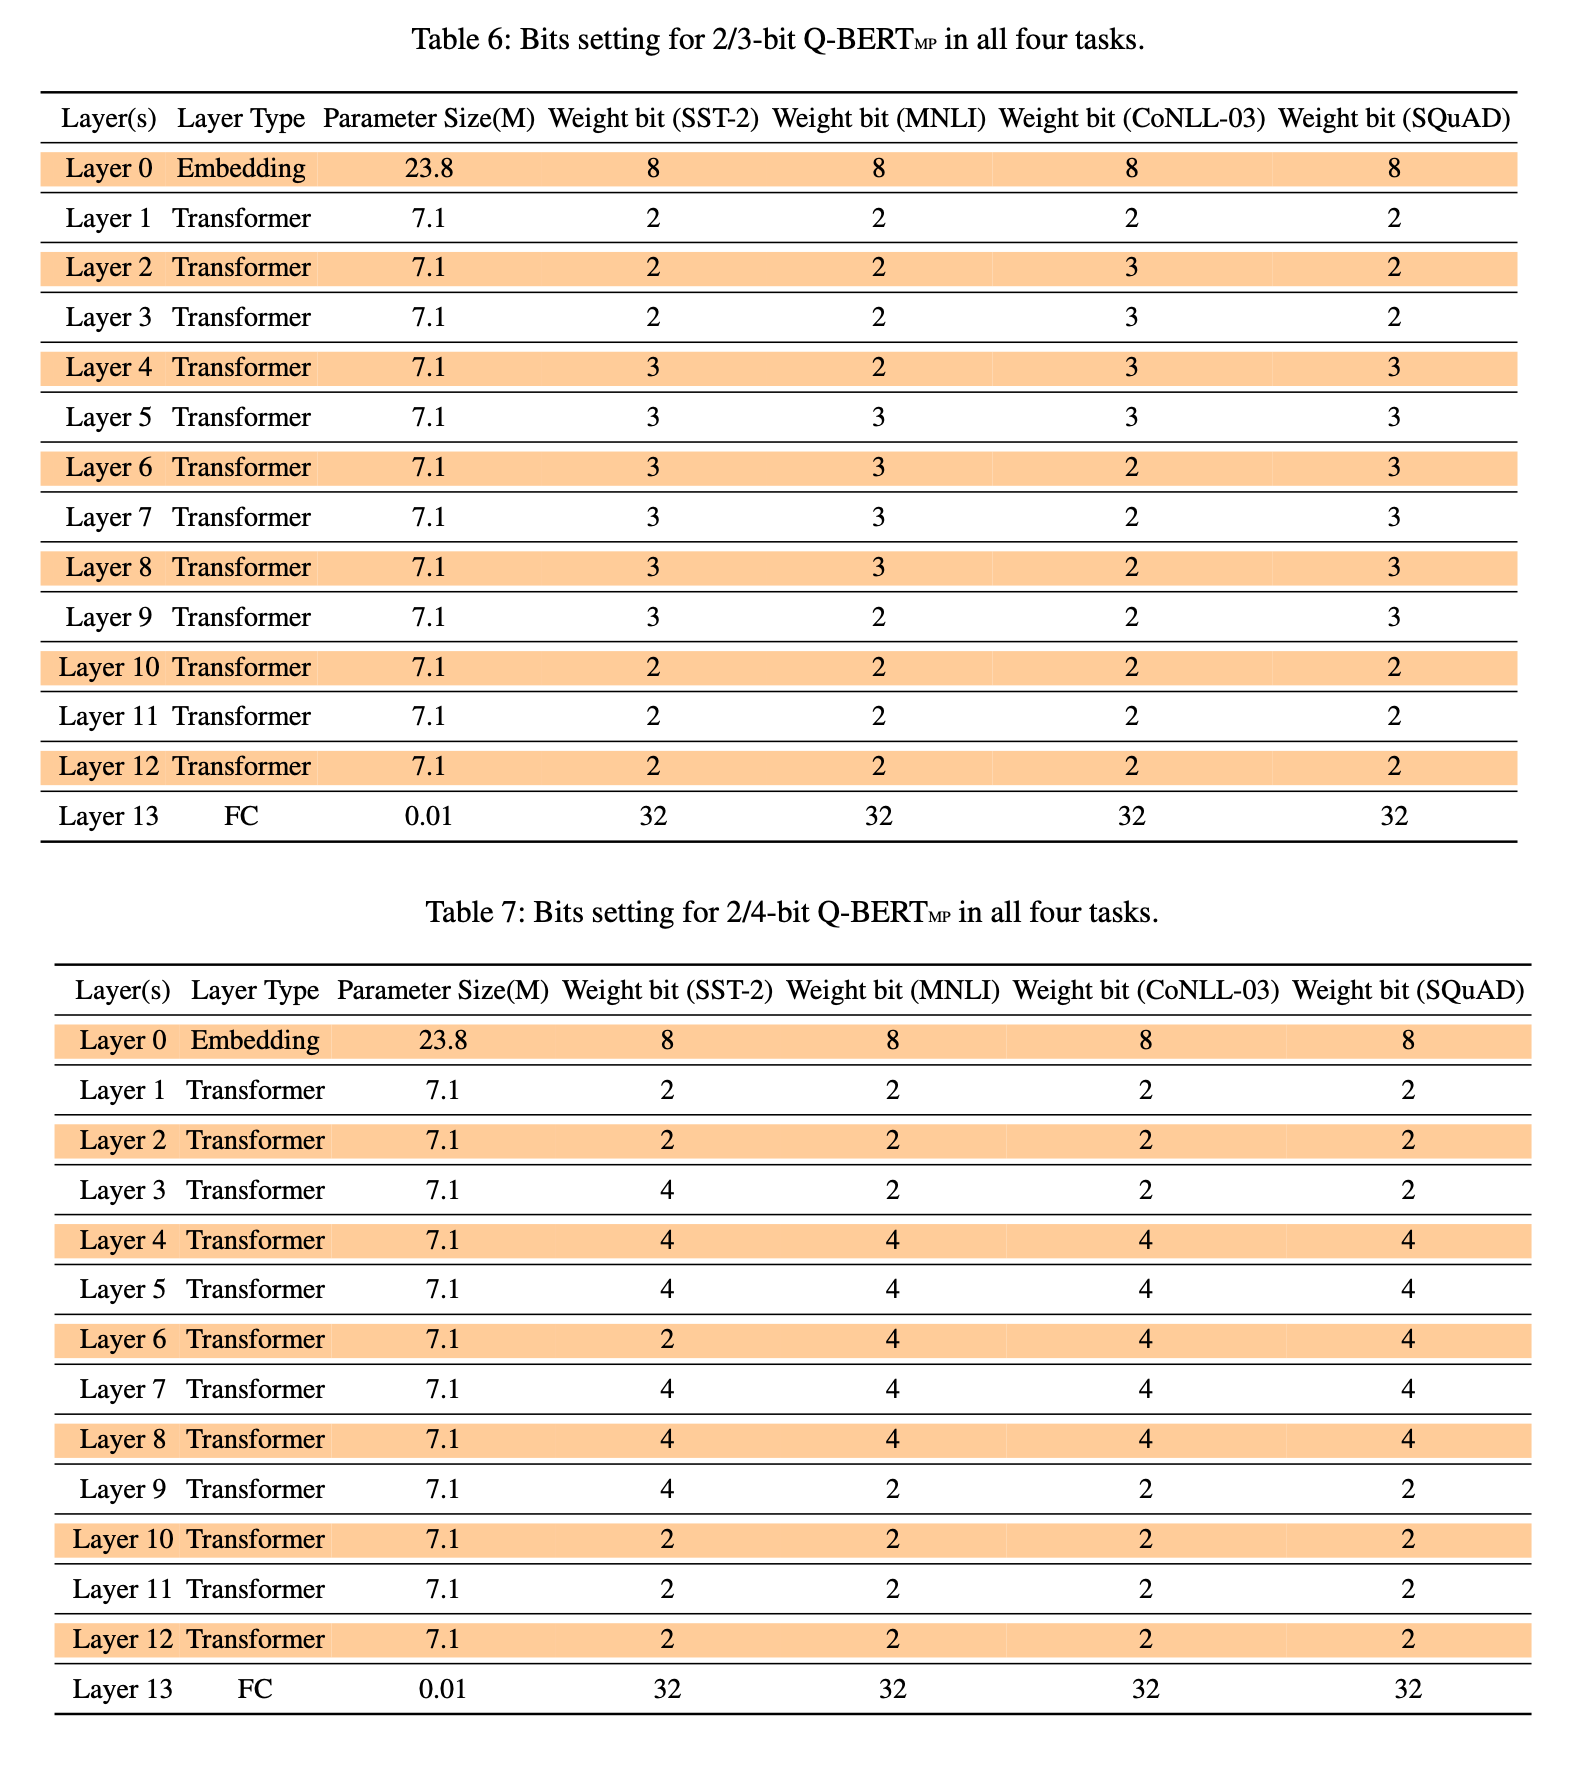 Table 6: Bits setting for 2/3-bit Q-BERTMP in all four tasks.
Layer(s) Layer Type Parameter Size(M) Weight bit (SST-2) Weight bit (MNLI) Weight bit (CoNLL-03) Weight bit (SQuAD)
Layer 0 Embedding 23.8 8 8 8 8
Layer 1 Transformer 7.1 2 2 2 2
Layer 2 Transformer 7.1 2 2 3 2
Layer 3 Transformer 7.1 2 2 3 2
Layer 4 Transformer 7.1 3 2 3 3
Layer 5 Transformer 7.1 3 3 3 3
Layer 6 Transformer 7.1 3 3 2 3
Layer 7 Transformer 7.1 3 3 2 3
Layer 8 Transformer 7.1 3 3 2 3
Layer 9 Transformer 7.1 3 2 2 3
Layer 10 Transformer 7.1 2 2 2 2
Layer 11 Transformer 7.1 2 2 2 2
Layer 12 Transformer 7.1 2 2 2 2
Layer 13 FC 0.01 32 32 32 32
Table 7: Bits setting for 2/4-bit Q-BERTMP in all four tasks.
Layer(s) Layer Type Parameter Size(M) Weight bit (SST-2) Weight bit (MNLI) Weight bit (CoNLL-03) Weight bit (SQuAD)
Layer 0 Embedding 23.8 8 8 8 8
Layer 1 Transformer 7.1 2 2 2 2
Layer 2 Transformer 7.1 2 2 2 2
Layer 3 Transformer 7.1 4 2 2 2
Layer 4 Transformer 7.1 4 4 4 4
Layer 5 Transformer 7.1 4 4 4 4
Layer 6 Transformer 7.1 2 4 4 4
Layer 7 Transformer 7.1 4 4 4 4
Layer 8 Transformer 7.1 4 4 4 4
Layer 9 Transformer 7.1 4 2 2 2
Layer 10 Transformer 7.1 2 2 2 2
Layer 11 Transformer 7.1 2 2 2 2
Layer 12 Transformer 7.1 2 2 2 2
Layer 13 FC 0.01 32 32 32 32